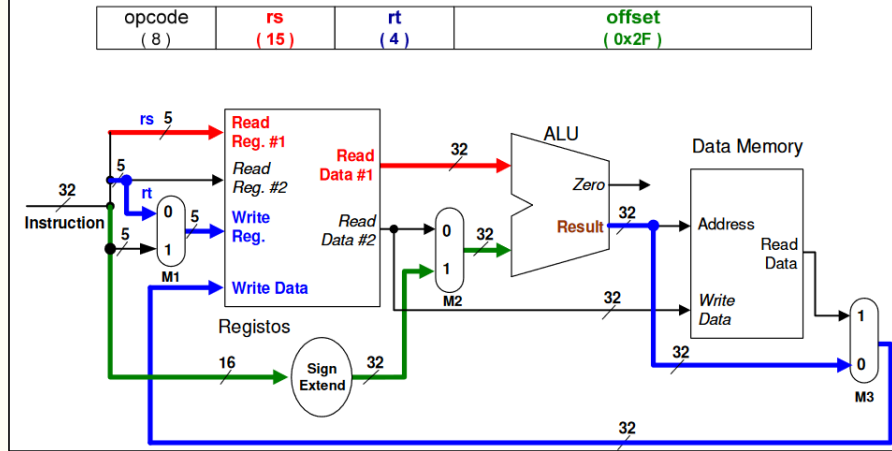 opcode rs rt offset
( 8 ) ( 15 ) ( 4 ) ( 0x2F )
ALU
Data Memory
rs 5
Read
Reg. #1
Read
Data #1
32
Zero
5
Read
Reg. #2
32
Instruction
rt
0
1
M1
5
5
Write
Reg.
Read
Data #2
0
1
M2
32
Result
32
Address
Read
Data
Write Data
32
Write
Data
Registos
1
0
M3
32
16
Sign
Extend
32
32